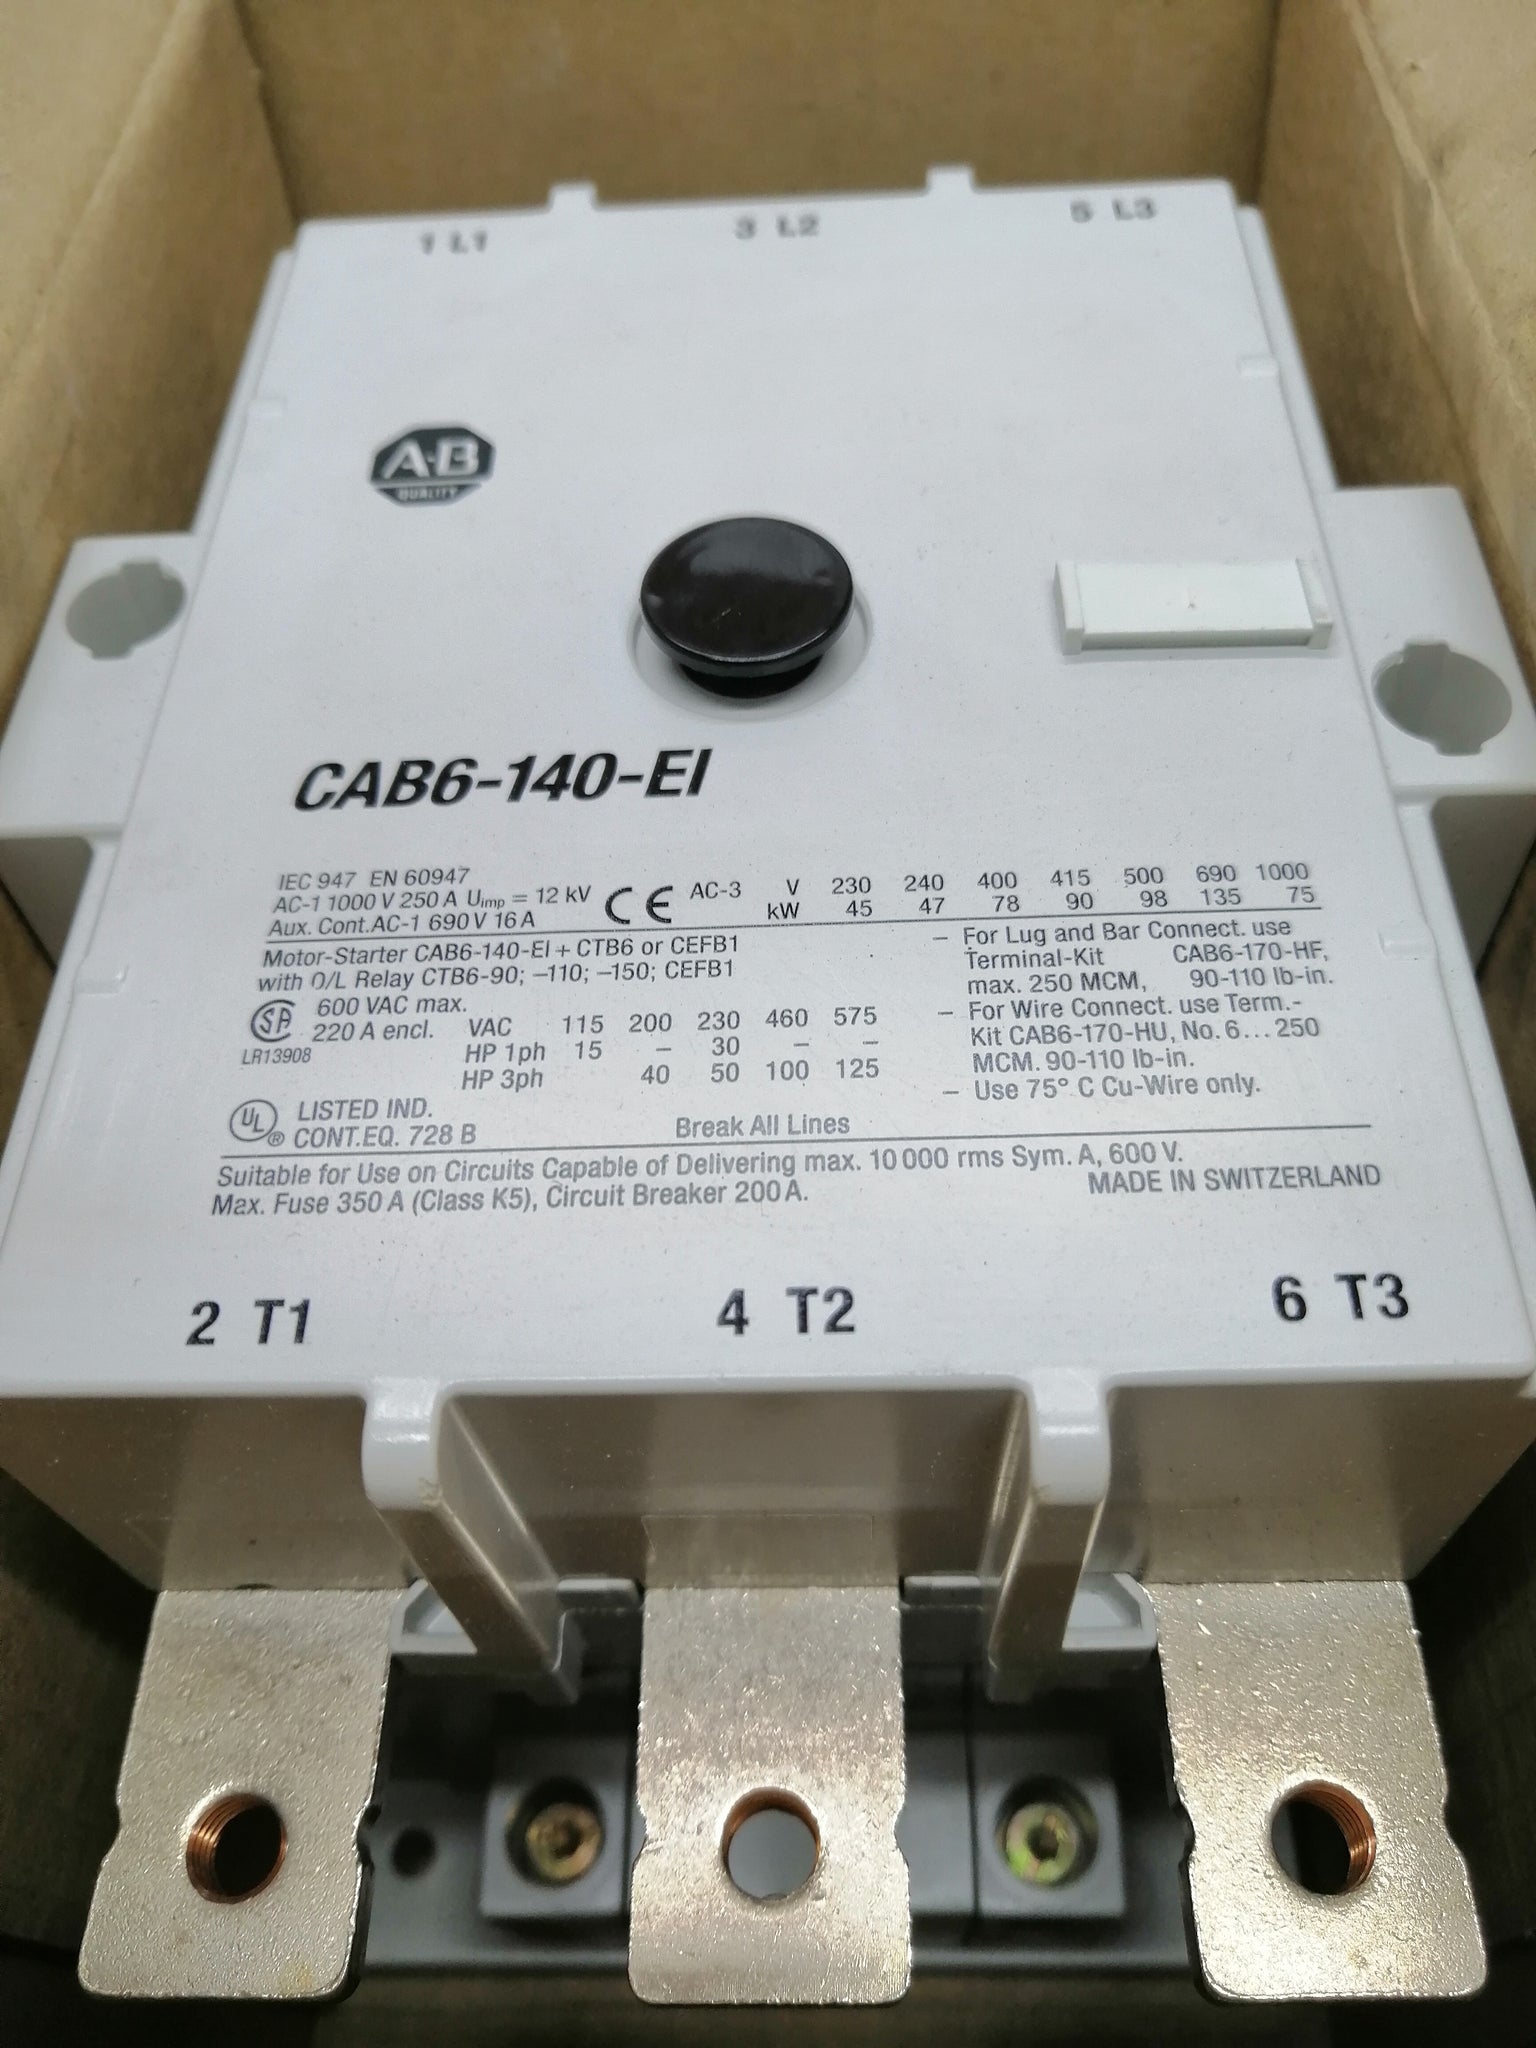 1 L1 3 L2 5 L3
A-B
QUALITY
CAB6-140-EI
IEC 947 EN 60947
AC-1 1000 V 250 A Uimp = 12 kV
Aux. Cont. AC-1 690 V 16 A
CE
AC-3 V 230 240 400 415 500 690 1000
kW 45 47 78 90 98 135 75
Motor-Starter CAB6-140-EI + CTB6 or CEFB1
with O/L Relay CTB6-90; –110; –150; CEFB1
SA
600 VAC max.
220 A encl.
LR13908
VAC 115 200 230 460 575
HP 1ph 15 – 30 – –
HP 3ph 40 50 100 125
– For Lug and Bar Connect. use
Terminal-Kit CAB6-170-HF,
max. 250 MCM, 90-110 lb-in.
– For Wire Connect. use Term.-
Kit CAB6-170-HU, No. 6...250
MCM. 90-110 lb-in.
– Use 75° C Cu-Wire only.
UL ® LISTED IND.
CONT.EQ. 728 B
Break All Lines
Suitable for Use on Circuits Capable of Delivering max. 10 000 rms Sym. A, 600 V.
Max. Fuse 350 A (Class K5), Circuit Breaker 200 A.
MADE IN SWITZERLAND
2 T1 4 T2 6 T3